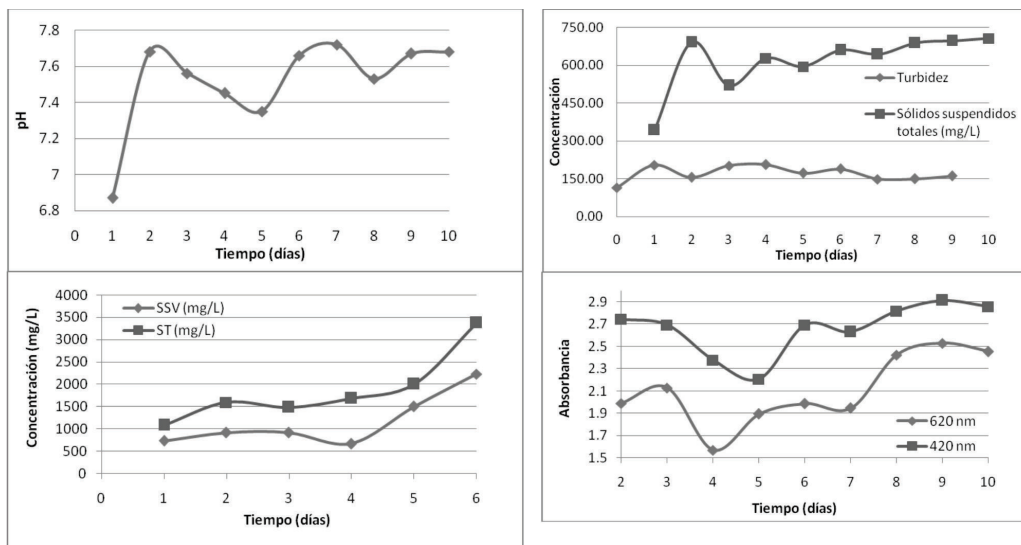 7.8
7.6
7.4
7.2
7
6.8
pH
0 1 2 3 4 5 6 7 8 9 10
Tiempo (días)
750.00
600.00
450.00
300.00
150.00
0.00
Concentración
Turbidez
Sólidos suspendidos
totales (mg/L)
0 1 2 3 4 5 6 7 8 9 10
Tiempo (días)
4000
3500
3000
2500
2000
1500
1000
500
0
Concentración (mg/L)
SSV (mg/L)
ST (mg/L)
0 1 2 3 4 5 6
Tiempo (días)
2.9
2.7
2.5
2.3
2.1
1.9
1.7
1.5
Absorbancia
620 nm
420 nm
2 3 4 5 6 7 8 9 10
Tiempo (días)